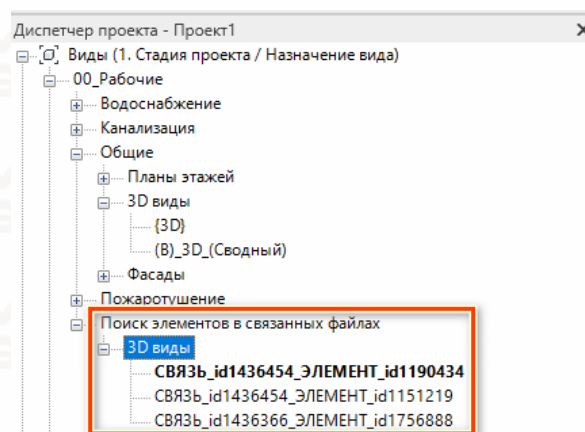 Диспетчер проекта - Проект1
Виды (1. Стадия проекта / Назначение вида)
00_Рабочие
Водоснабжение
Канализация
Общие
Планы этажей
3D виды
{3D}
(В)_3D_(Сводный)
Фасады
Пожаротушение
Поиск элементов в связанных файлах
3D виды
СВЯЗЬ_id1436454_ЭЛЕМЕНТ_id1190434
СВЯЗЬ_id1436454_ЭЛЕМЕНТ_id1151219
СВЯЗЬ_id1436366_ЭЛЕМЕНТ_id1756888